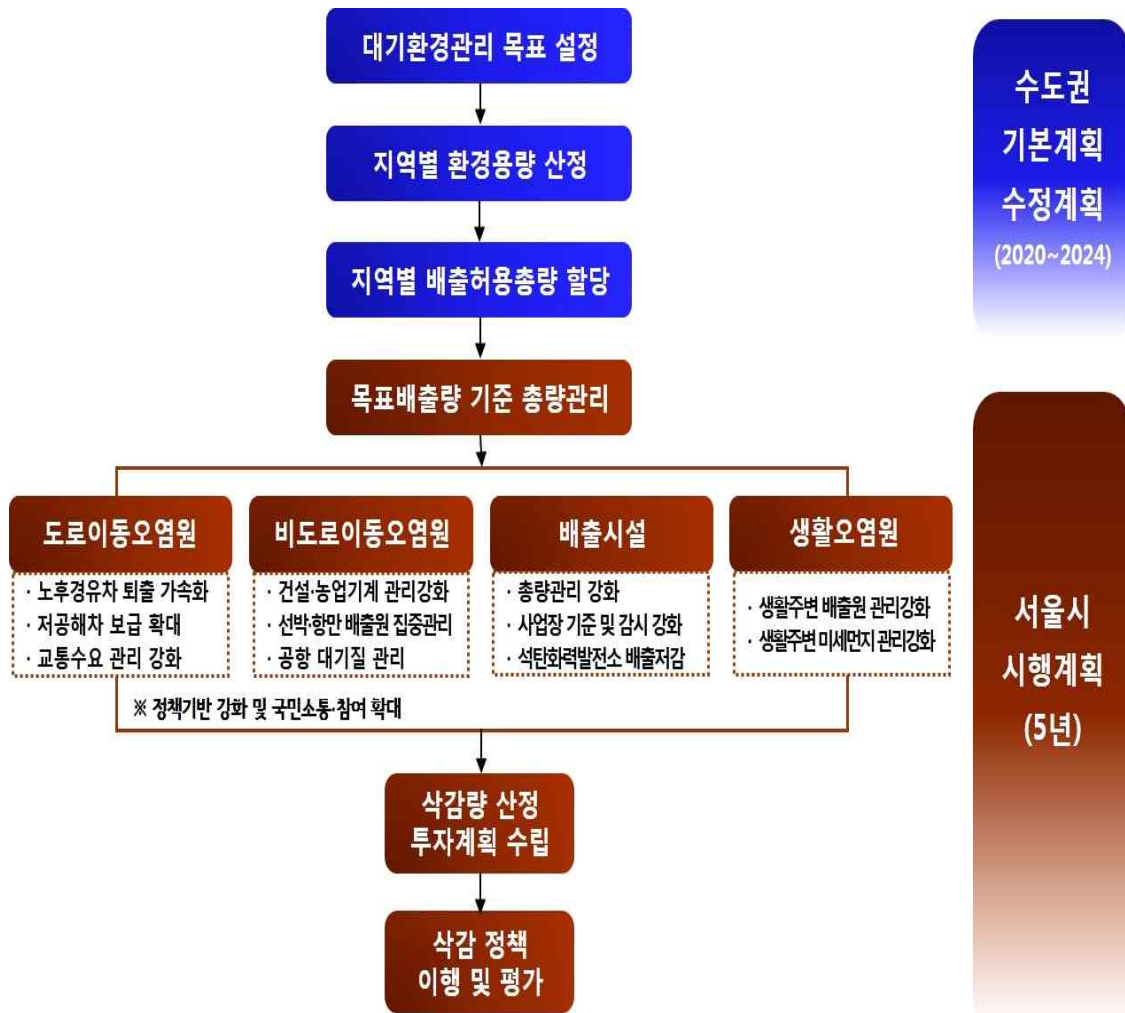 대기환경관리 목표 설정
지역별 환경용량 산정
지역별 배출허용총량 할당
수도권
기본계획
수정계획
(2020~2024)
목표배출량 기준 총량관리
도로이동오염원
· 노후경유차 퇴출 가속화
· 저공해차 보급 확대
· 교통수요 관리 강화
비도로이동오염원
· 건설·농업기계 관리강화
· 선박·항만 배출원 집중관리
· 공항 대기질 관리
배출시설
· 총량관리 강화
· 사업장 기준 및 감시 강화
· 석탄화력발전소 배출저감
생활오염원
· 생활주변 배출원 관리강화
· 생활주변 미세먼지 관리강화
※ 정책기반 강화 및 국민소통·참여 확대
삭감량 산정
투자계획 수립
삭감 정책
이행 및 평가
서울시
시행계획
(5년)